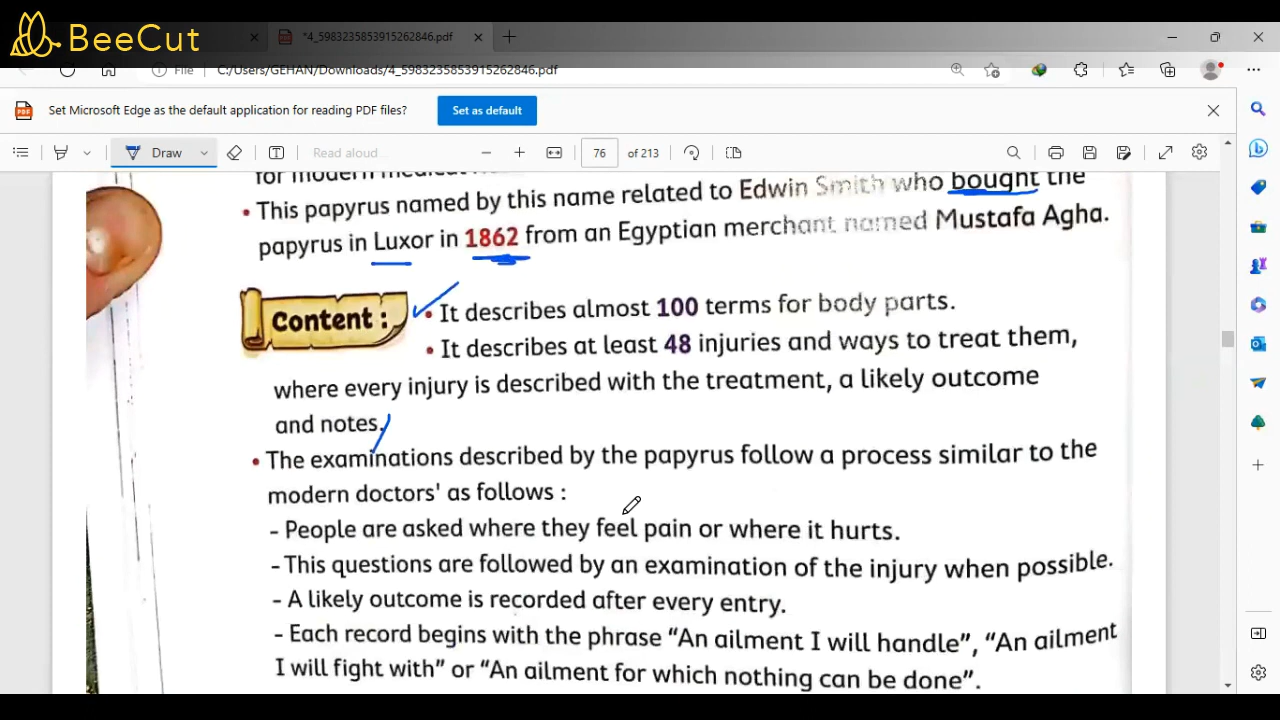 BeeCut
*4_5983235853915262846.pdf
File C:/Users/GEHAN/Downloads/4_5983235853915262846.pdf
Set Microsoft Edge as the default application for reading PDF files? Set as default
Draw Read aloud... 76 of 213
for modern medical
• This papyrus named by this name related to Edwin Smith who bought the
papyrus in Luxor in 1862 from an Egyptian merchant named Mustafa Agha.
Content :
• It describes almost 100 terms for body parts.
• It describes at least 48 injuries and ways to treat them,
where every injury is described with the treatment, a likely outcome
and notes.
• The examinations described by the papyrus follow a process similar to the
modern doctors' as follows :
- People are asked where they feel pain or where it hurts.
- This questions are followed by an examination of the injury when possible.
- A likely outcome is recorded after every entry.
- Each record begins with the phrase “An ailment I will handle”, “An ailment
I will fight with” or “An ailment for which nothing can be done”.